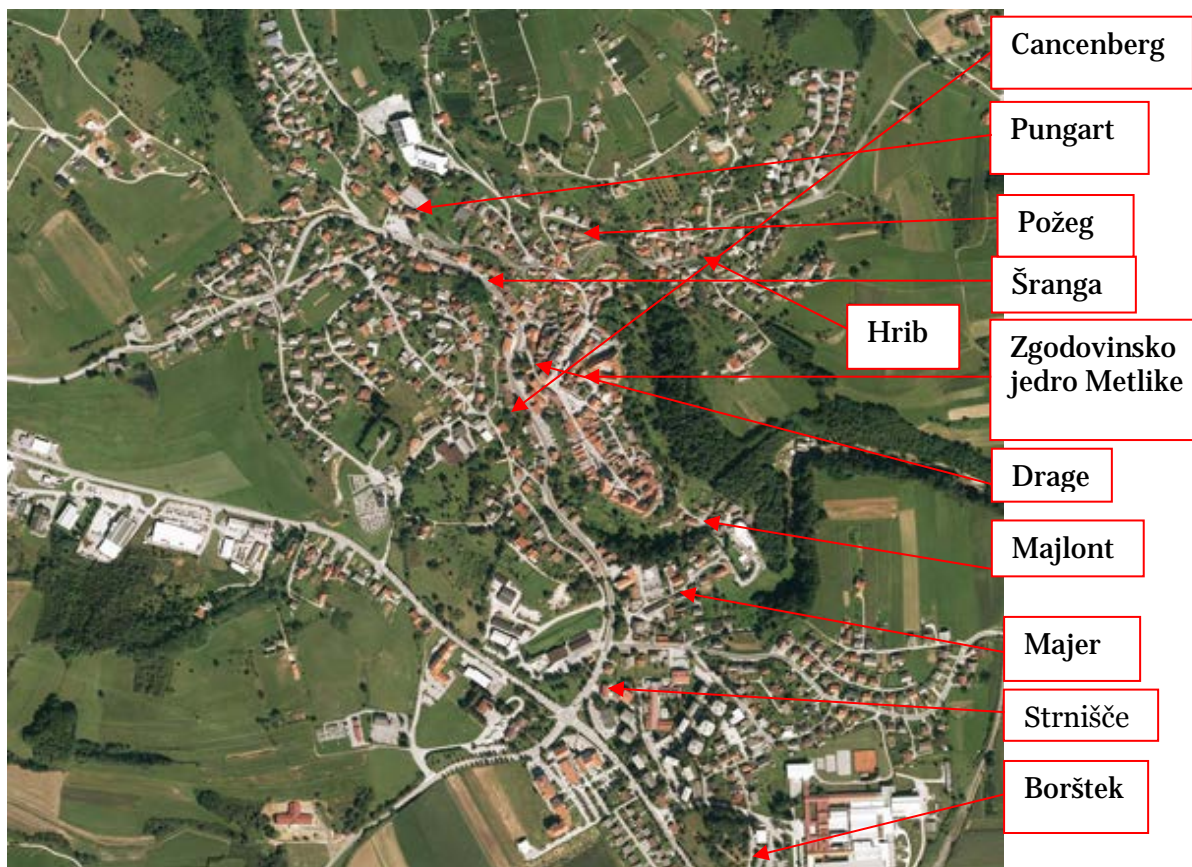 Cancenberg
Pungart
Požeg
Šranga
Hrib
Zgodovinsko
jedro Metlike
Drage
Majlont
Majer
Strnišče
Borštek